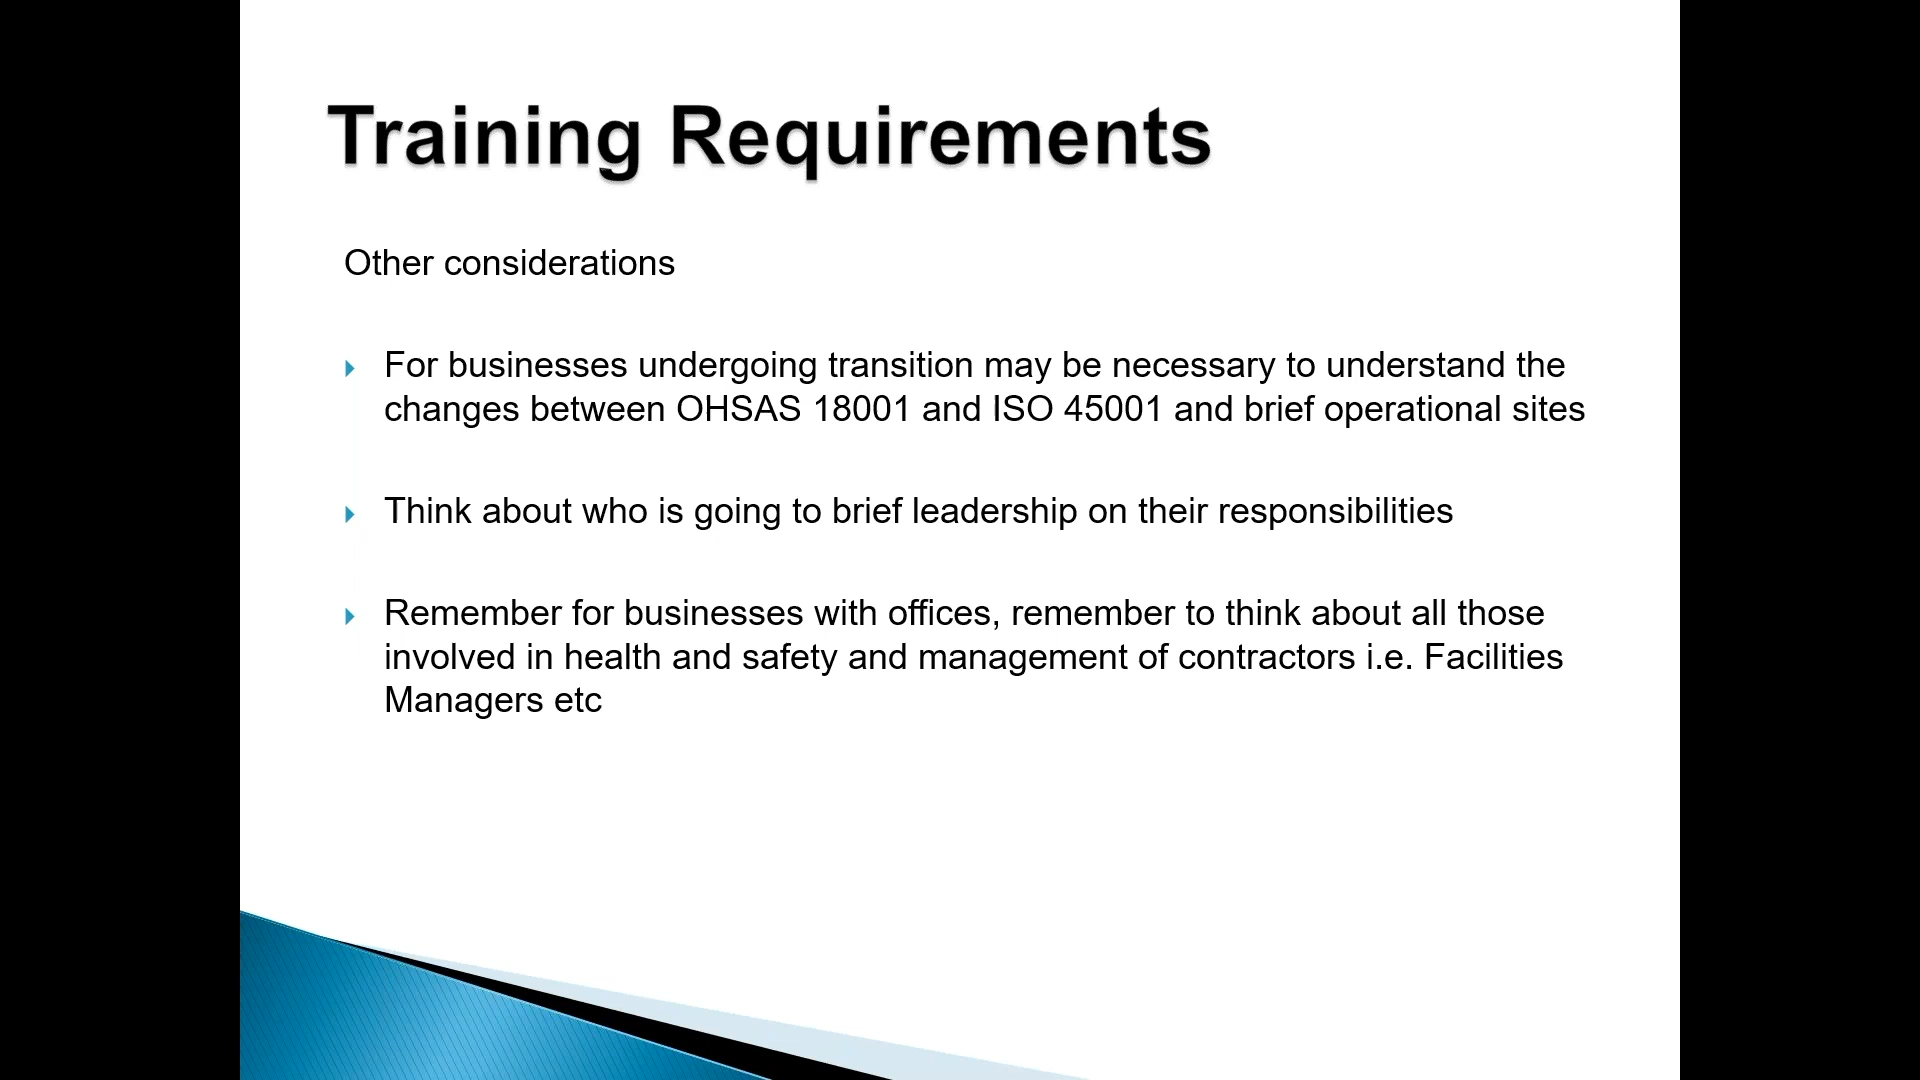 Training Requirements
Other considerations
For businesses undergoing transition may be necessary to understand the
changes between OHSAS 18001 and ISO 45001 and brief operational sites
Think about who is going to brief leadership on their responsibilities
Remember for businesses with offices, remember to think about all those
involved in health and safety and management of contractors i.e. Facilities
Managers etc